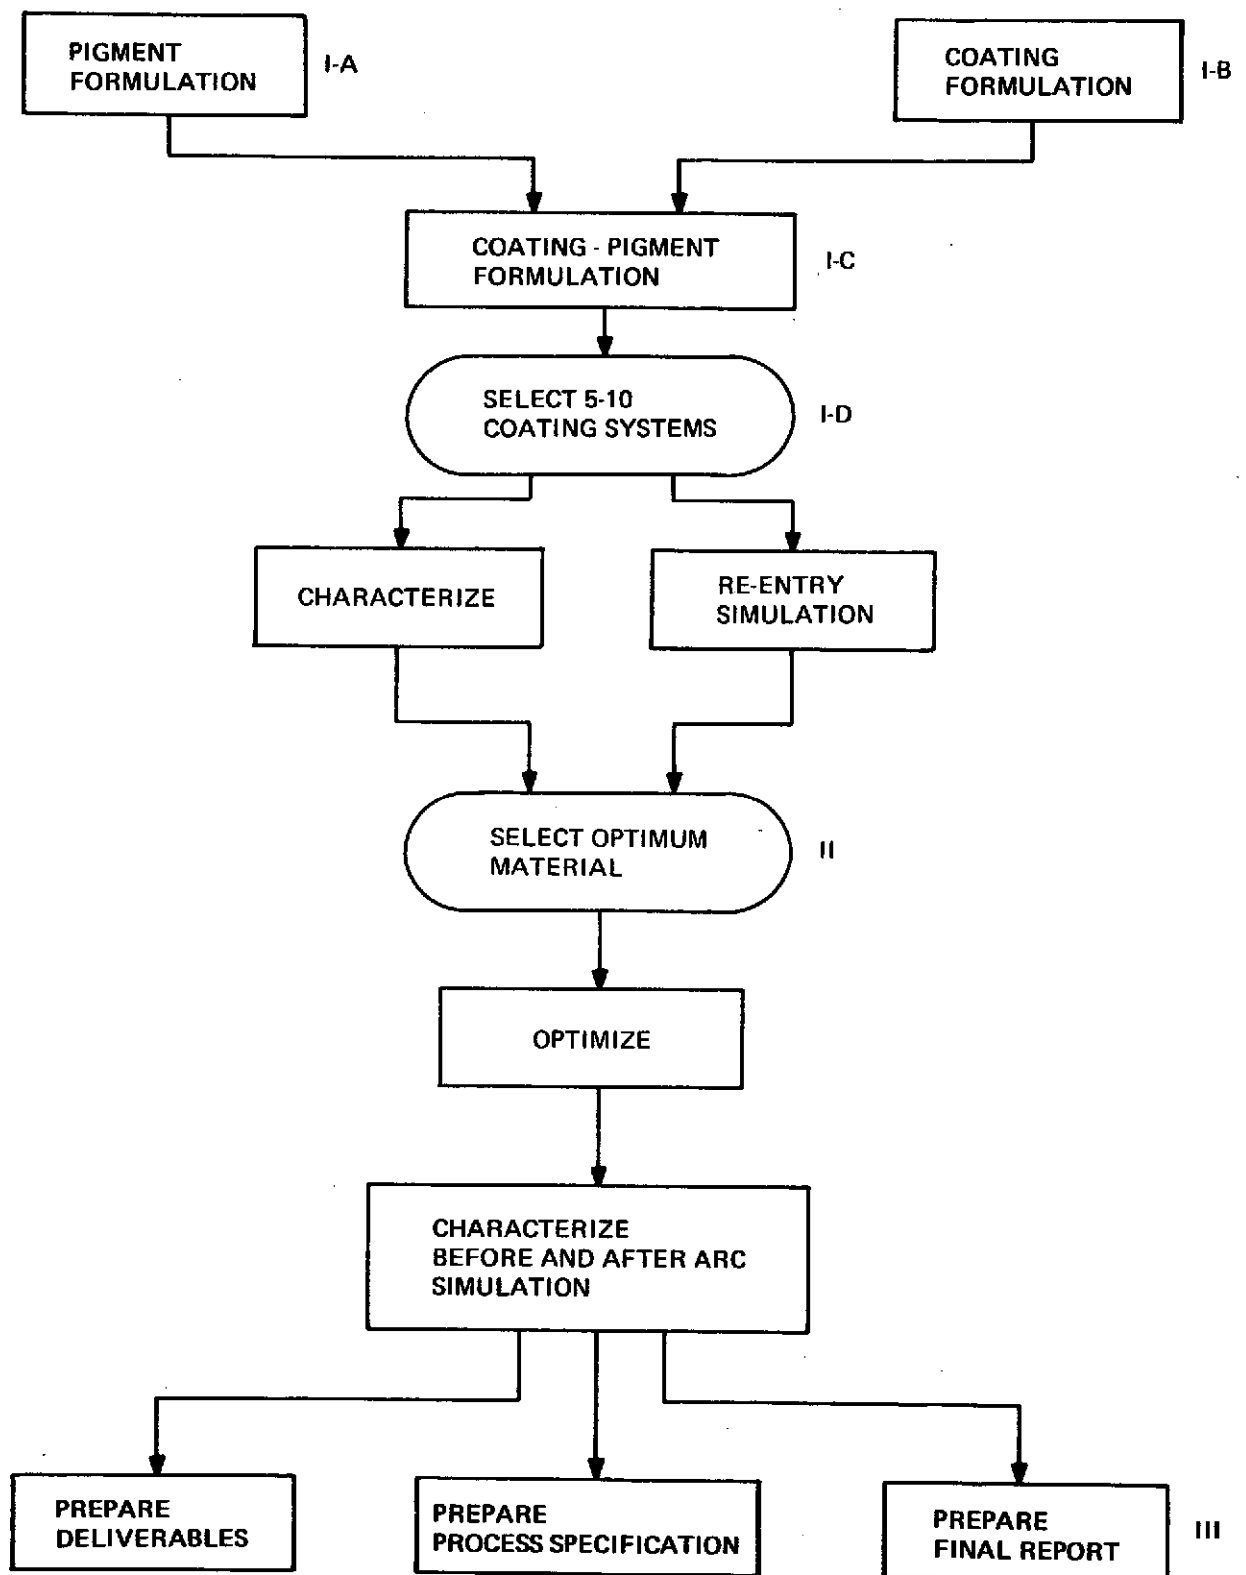 PIGMENT
FORMULATION
I-A
COATING
FORMULATION
I-B
COATING - PIGMENT
FORMULATION
I-C
SELECT 5-10
COATING SYSTEMS
I-D
CHARACTERIZE
RE-ENTRY
SIMULATION
SELECT OPTIMUM
MATERIAL
II
OPTIMIZE
CHARACTERIZE
BEFORE AND AFTER ARC
SIMULATION
PREPARE
DELIVERABLES
PREPARE
PROCESS SPECIFICATION
PREPARE
FINAL REPORT
III